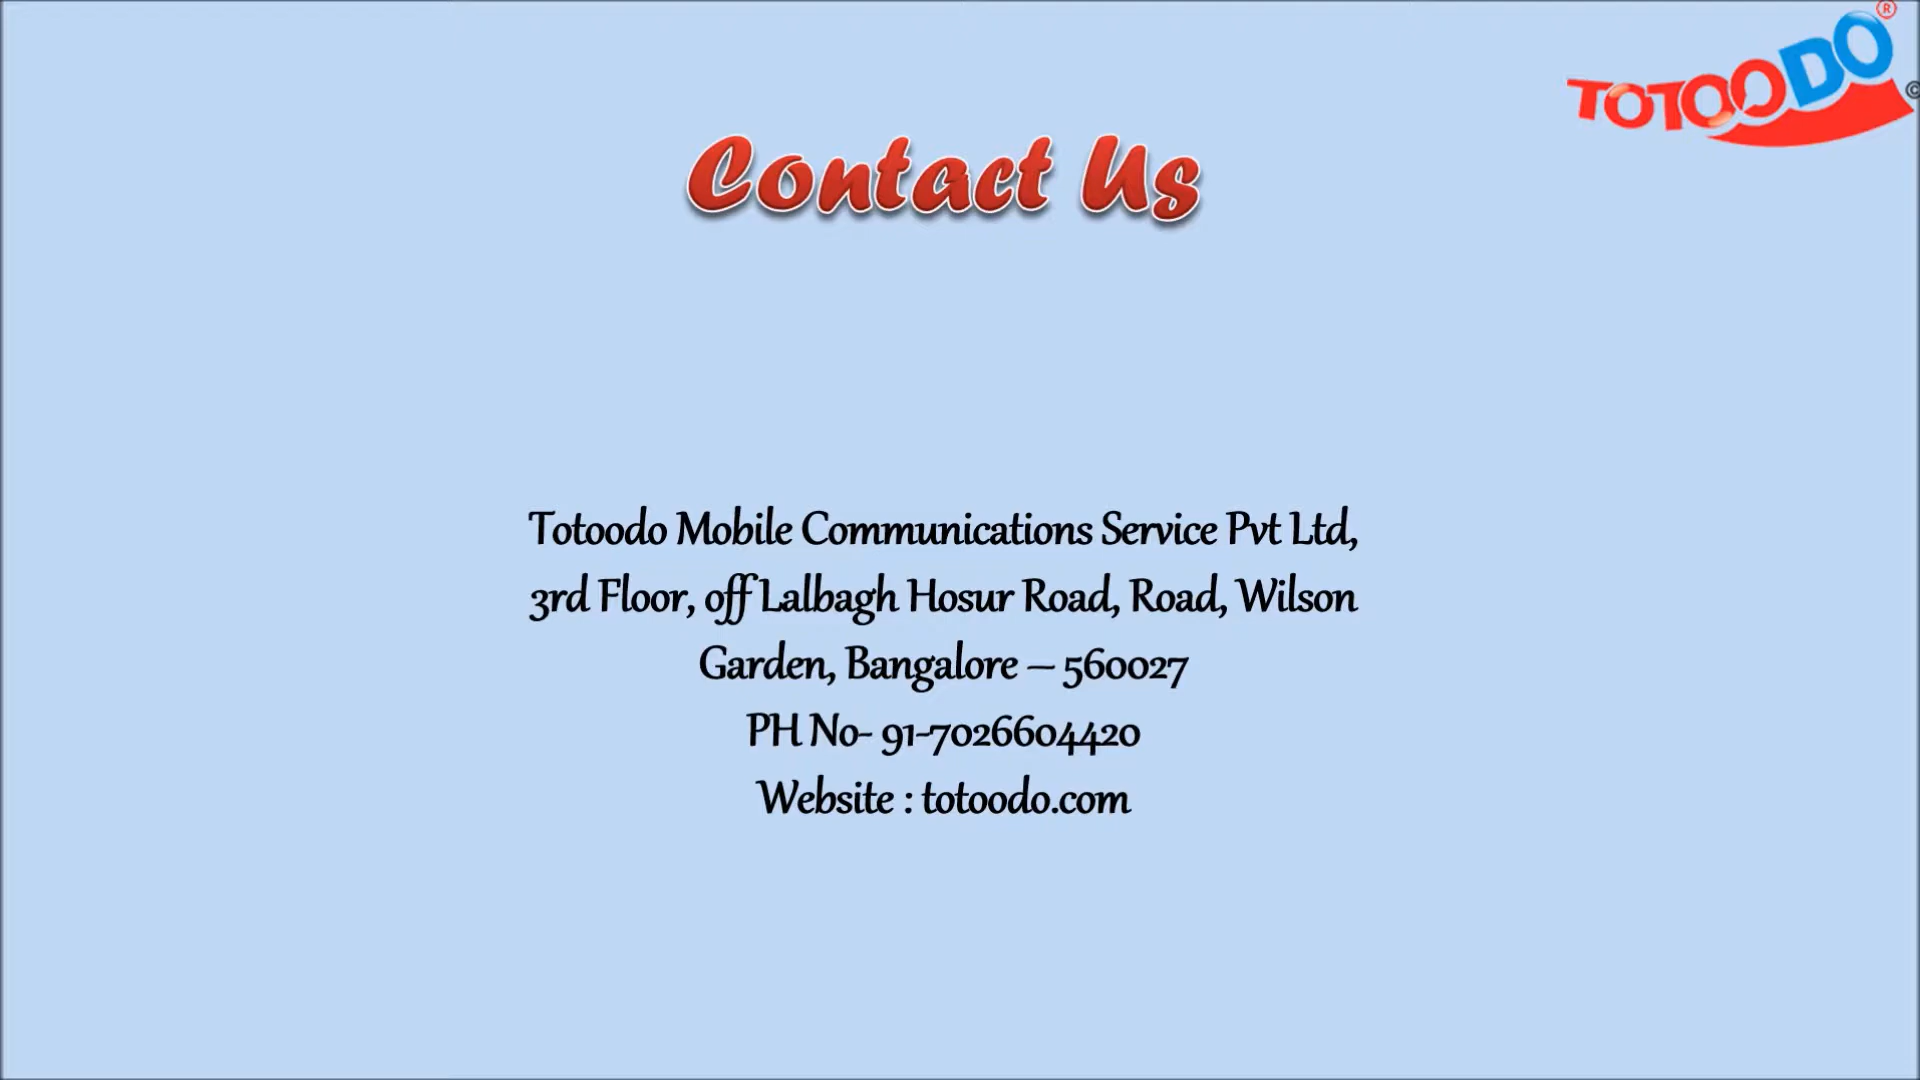 TOTOODO ®
©
Contact Us
Totoodo Mobile Communications Service Pvt Ltd,
3rd Floor, off Lalbagh Hosur Road, Road, Wilson
Garden, Bangalore – 560027
PH No- 91-7026604420
Website : totoodo.com